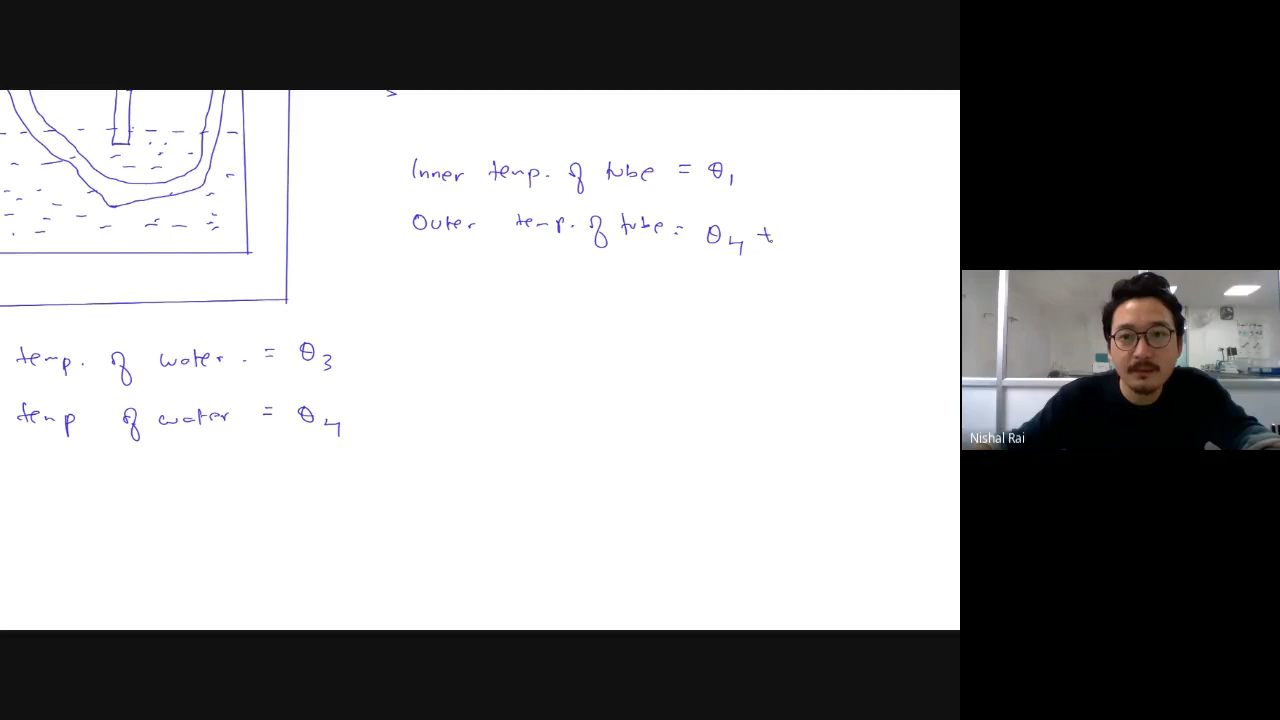 Inner temp. of tube = θ1
Outer temp. of tube = θ4 +
temp. of water . = θ3
temp of water = θ4
Nishal Rai